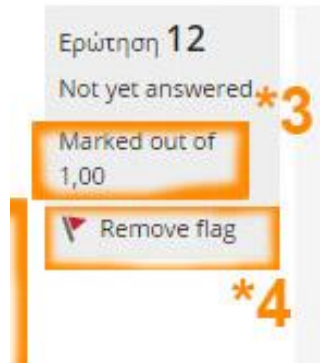 Ερώτηση 12
Not yet answered
*3
Marked out of
1,00
Remove flag
*4